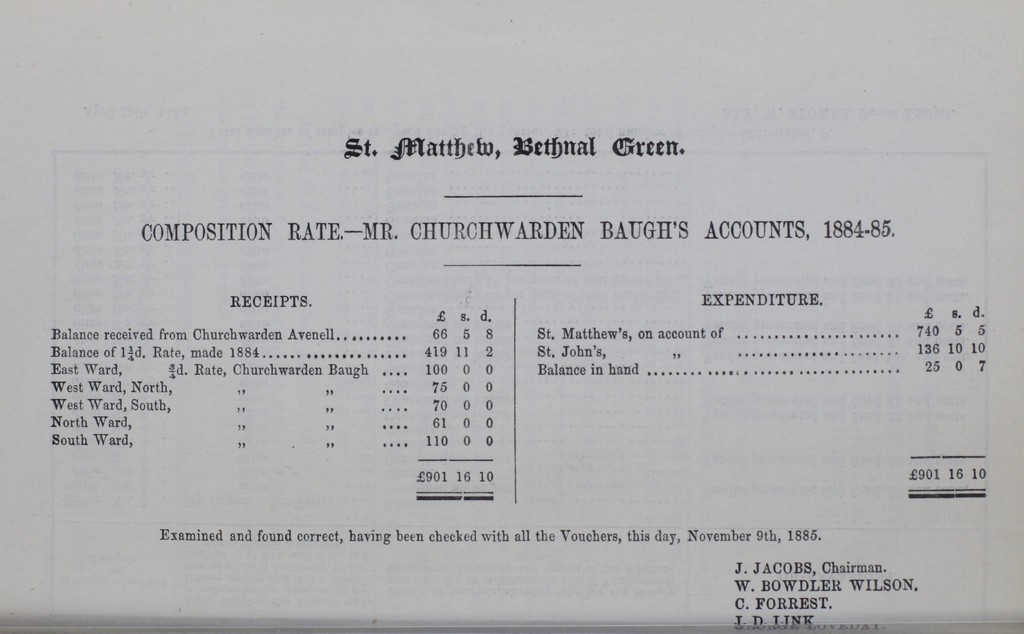 St. Matthew, Bethnal Green.
COMPOSITION RATE.—MR. CHURCHWARDEN BAUGH'S ACCOUNTS, 1884-85.
RECEIPTS.
£ s. d.
Balance received from Churchwarden Avenell.......... 66 5 8
Balance of 1¾d. Rate, made 1884.................... 419 11 2
East Ward, ¾d. Rate, Churchwarden Baugh .... 100 0 0
West Ward, North, „ „ .... 75 0 0
West Ward, South, „ „ .... 70 0 0
North Ward, „ „ .... 61 0 0
South Ward, „ „ .... 110 0 0
£901 16 10
EXPENDITURE.
£ s. d.
St. Matthew's, on account of ...................... 740 5 5
St. John's, „ ...................... 136 10 10
Balance in hand .................................. 25 0 7
£901 16 10
Examined and found correct, having been checked with all the Vouchers, this day, November 9th, 1885.
J. JACOBS, Chairman.
W. BOWDLER WILSON.
C. FORREST.
J. D. LINK